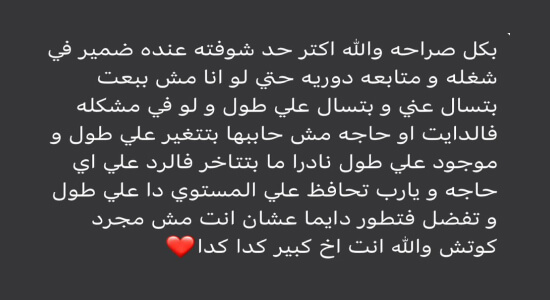 بكل صراحه والله اكتر حد شوفته عنده ضمير في
شغله و متابعه دوريه حتي لو انا مش ببعت
بتسال عني و بتسال علي طول و لو في مشكله
فالدايت او حاجه مش حاببها بتتغير علي طول و
موجود علي طول نادرا ما بتتاخر فالرد علي اي
حاجه و يارب تحافظ علي المستوي دا علي طول
و تفضل فتطور دايما عشان انت مش مجرد
كوتش والله انت اخ كبير كدا كدا❤️